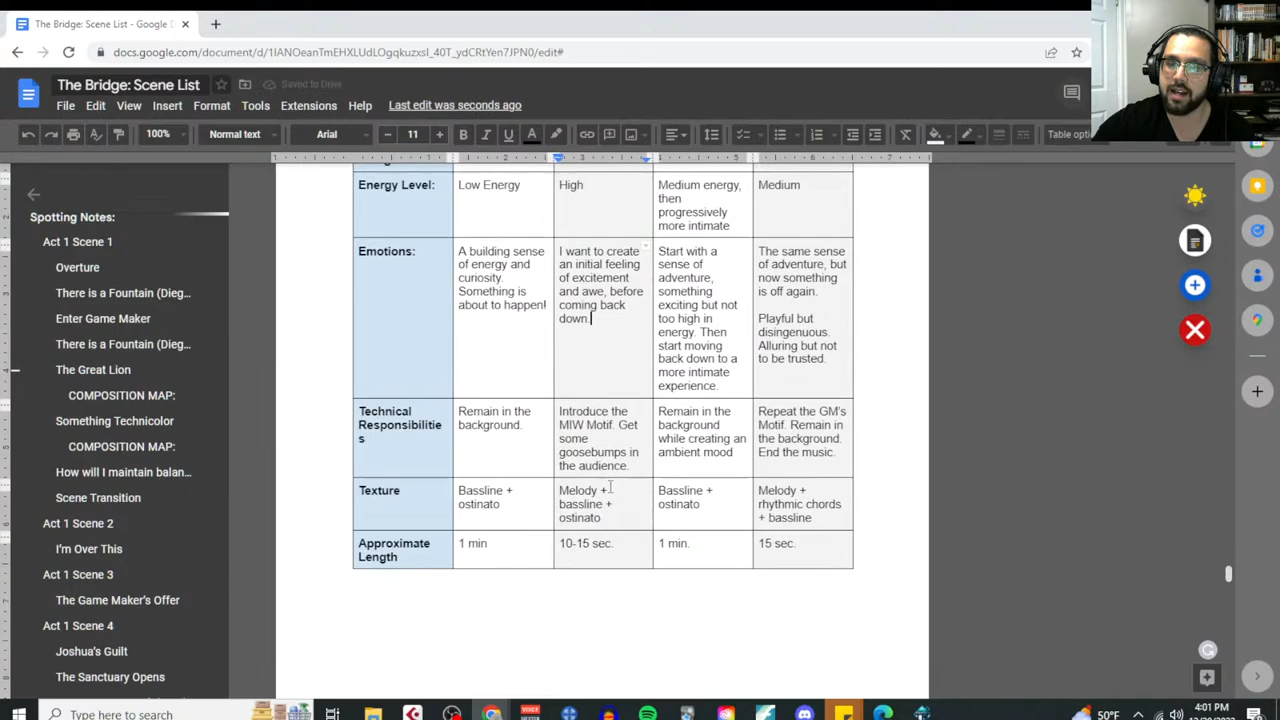 The Bridge: Scene List - Google D
docs.google.com/document/d/1IANOeanTmEHXLUdLOgqkuzxsI_40T_ydCRtYen7JPN0/edit#
The Bridge: Scene List
Saved to Drive
File Edit View Insert Format Tools Extensions Help Last edit was seconds ago
100% Normal text Arial 11 Table optio
Spotting Notes:
Act 1 Scene 1
Overture
There is a Fountain (Dieg...
Enter Game Maker
There is a Fountain (Dieg...
The Great Lion
COMPOSITION MAP:
Something Technicolor
COMPOSITION MAP:
How will I maintain balan...
Scene Transition
Act 1 Scene 2
I'm Over This
Act 1 Scene 3
The Game Maker's Offer
Act 1 Scene 4
Joshua's Guilt
The Sanctuary Opens
Energy Level:
Low Energy
High
Medium energy,
then
progressively
more intimate
Medium
Emotions:
A building sense
of energy and
curiosity.
Something is
about to happen!
I want to create
an initial feeling
of excitement
and awe, before
coming back
down.
Start with a
sense of
adventure,
something
exciting but not
too high in
energy. Then
start moving
back down to a
more intimate
experience.
The same sense
of adventure, but
now something
is off again.
Playful but
disingenuous.
Alluring but not
to be trusted.
Technical
Responsibilitie
s
Remain in the
background.
Introduce the
MIW Motif. Get
some
goosebumps in
the audience.
Remain in the
background
while creating an
ambient mood
Repeat the GM's
Motif. Remain in
the background.
End the music.
Texture
Bassline +
ostinato
Melody +
bassline +
ostinato
Bassline +
ostinato
Melody +
rhythmic chords
+ bassline
Approximate
Length
1 min
10-15 sec.
1 min.
15 sec.
Type here to search
50°F
4:01 PM